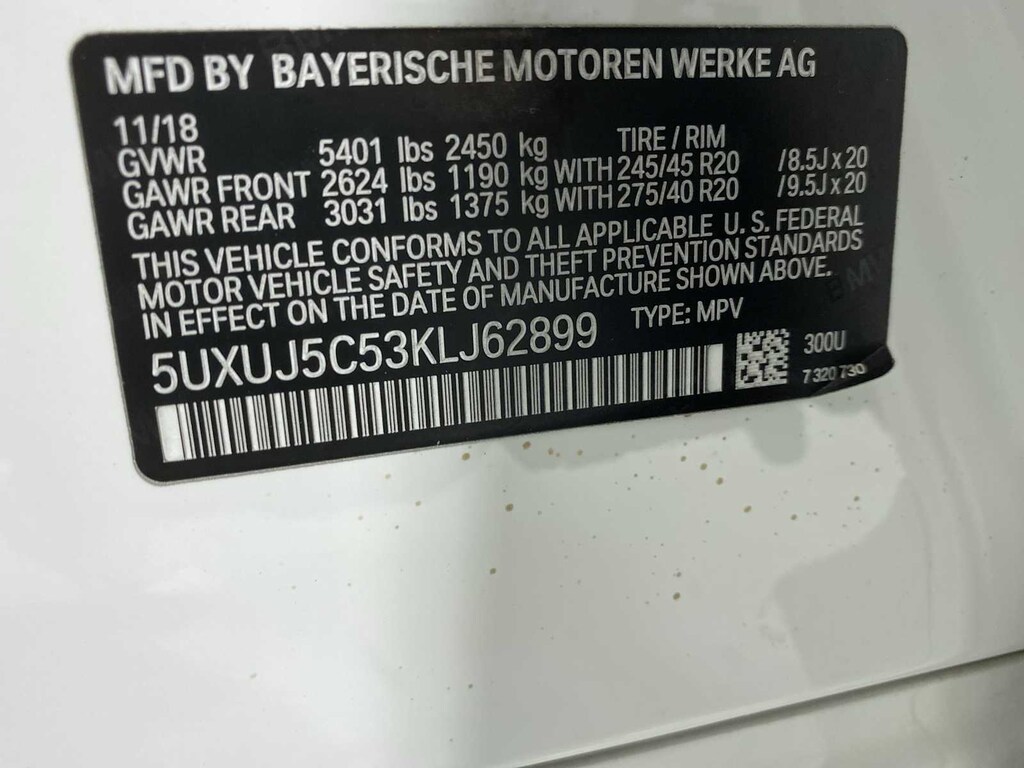 MFD BY BAYERISCHE MOTOREN WERKE AG
11/18 TIRE / RIM
GVWR 5401 lbs 2450 kg
GAWR FRONT 2624 lbs 1190 kg WITH 245/45 R20 /8.5J x 20
GAWR REAR 3031 lbs 1375 kg WITH 275/40 R20 /9.5J x 20
THIS VEHICLE CONFORMS TO ALL APPLICABLE U. S. FEDERAL
MOTOR VEHICLE SAFETY AND THEFT PREVENTION STANDARDS
IN EFFECT ON THE DATE OF MANUFACTURE SHOWN ABOVE.
5UXUJ5C53KLJ62899 TYPE: MPV
300U
7 320 730